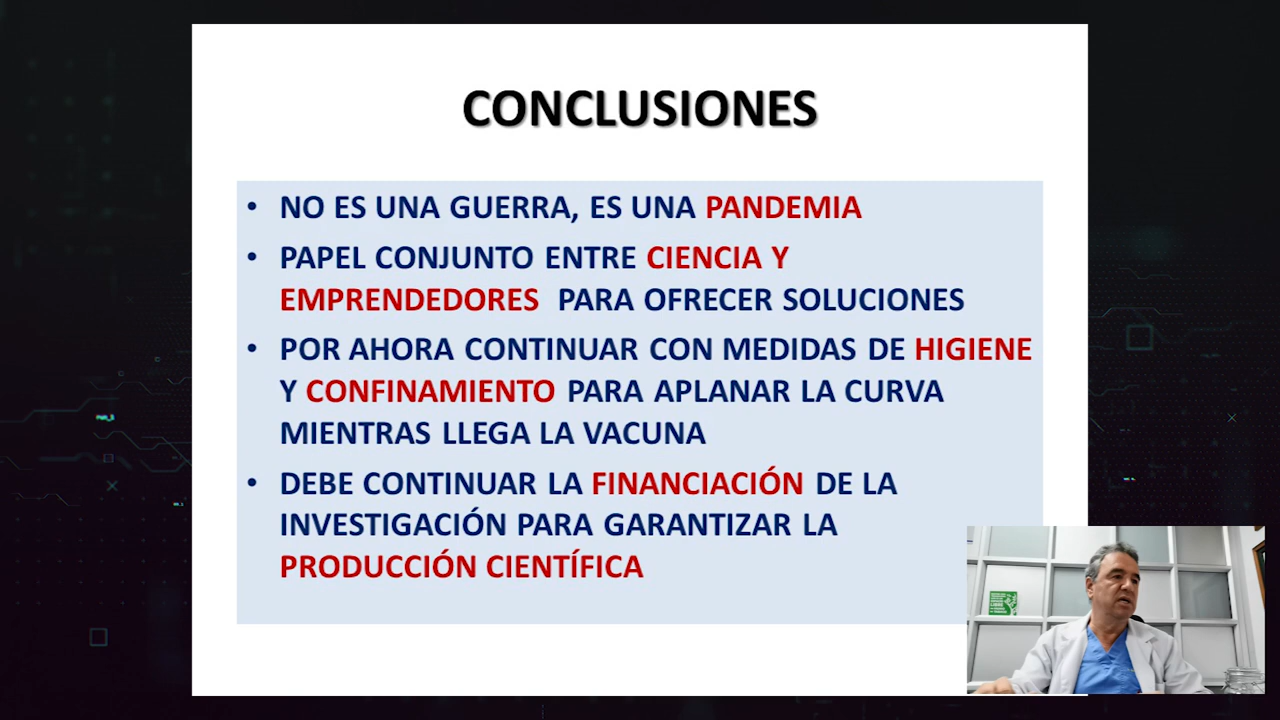 CONCLUSIONES
• NO ES UNA GUERRA, ES UNA PANDEMIA
• PAPEL CONJUNTO ENTRE CIENCIA Y
EMPRENDEDORES PARA OFRECER SOLUCIONES
• POR AHORA CONTINUAR CON MEDIDAS DE HIGIENE
Y CONFINAMIENTO PARA APLANAR LA CURVA
MIENTRAS LLEGA LA VACUNA
• DEBE CONTINUAR LA FINANCIACIÓN DE LA
INVESTIGACIÓN PARA GARANTIZAR LA
PRODUCCIÓN CIENTÍFICA
LIBRE